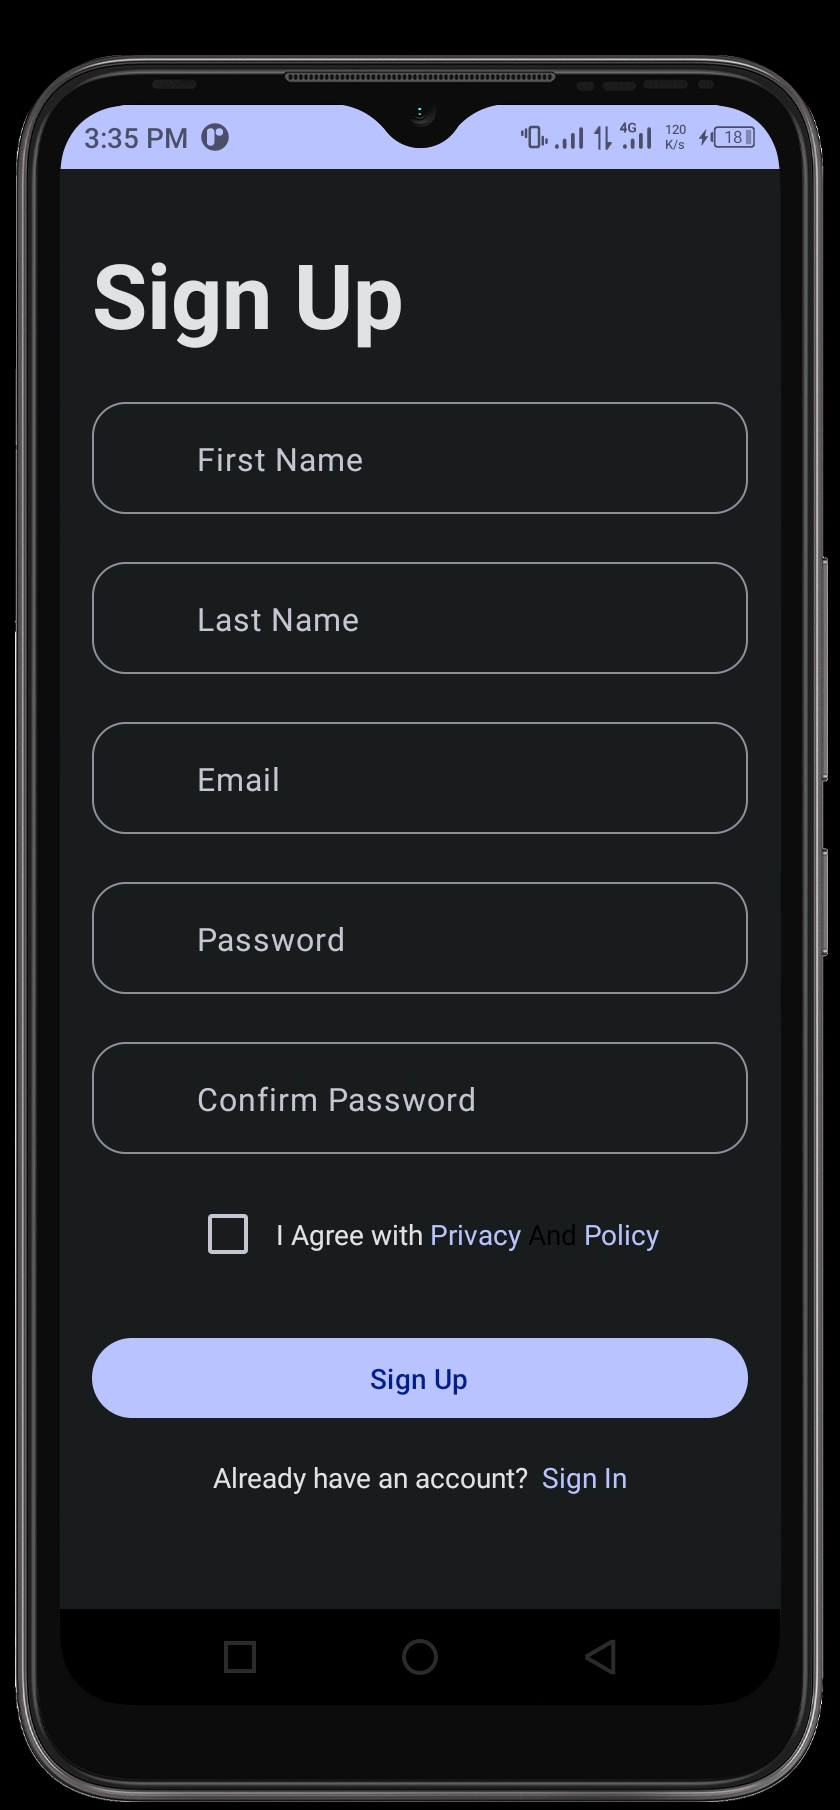 3:35 PM 4G 120 K/s 18
Sign Up
First Name
Last Name
Email
Password
Confirm Password
I Agree with Privacy And Policy
Sign Up
Already have an account? Sign In